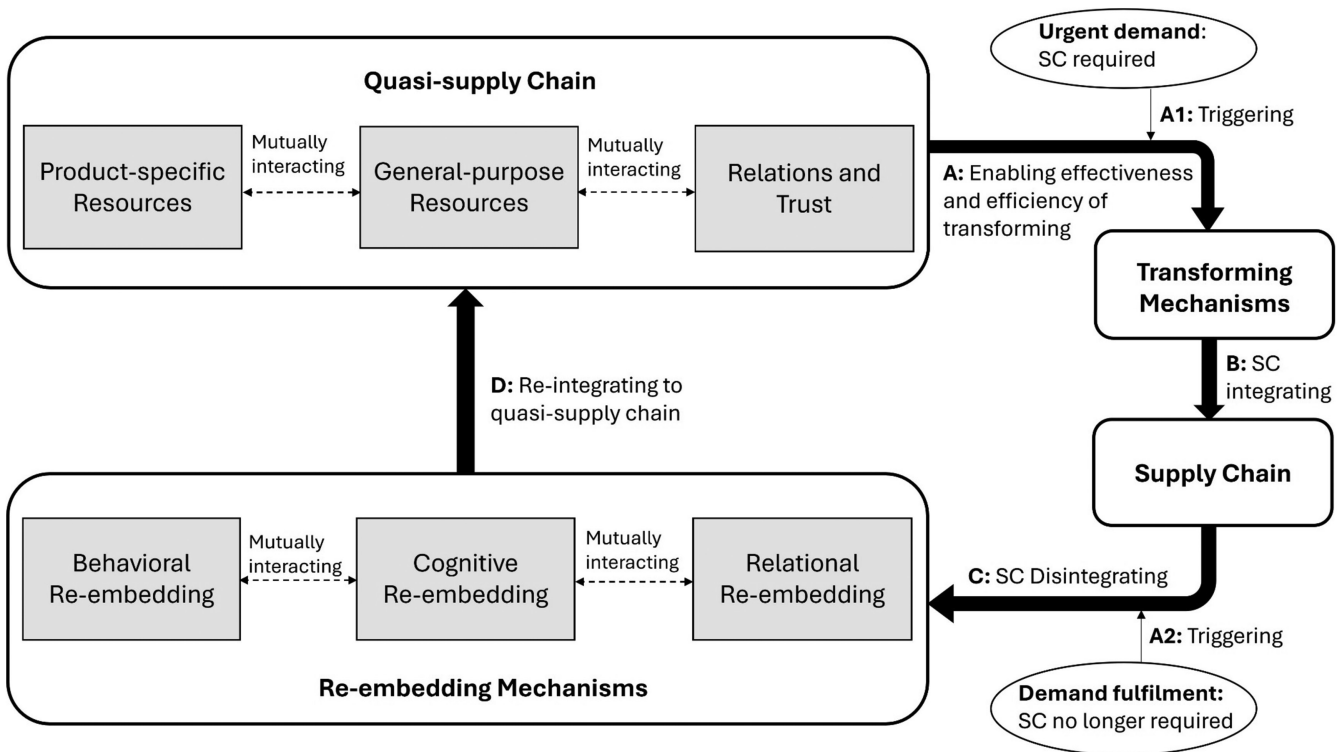 Urgent demand:
SC required
Quasi-supply Chain
A1: Triggering
Product-specific
Resources
Mutually
interacting
General-purpose
Resources
Mutually
interacting
Relations and
Trust
A: Enabling effectiveness
and efficiency of
transforming
Transforming
Mechanisms
B: SC
integrating
D: Re-integrating to
quasi-supply chain
Supply Chain
Behavioral
Re-embedding
Mutually
interacting
Cognitive
Re-embedding
Mutually
interacting
Relational
Re-embedding
C: SC Disintegrating
A2: Triggering
Re-embedding Mechanisms
Demand fulfilment:
SC no longer required